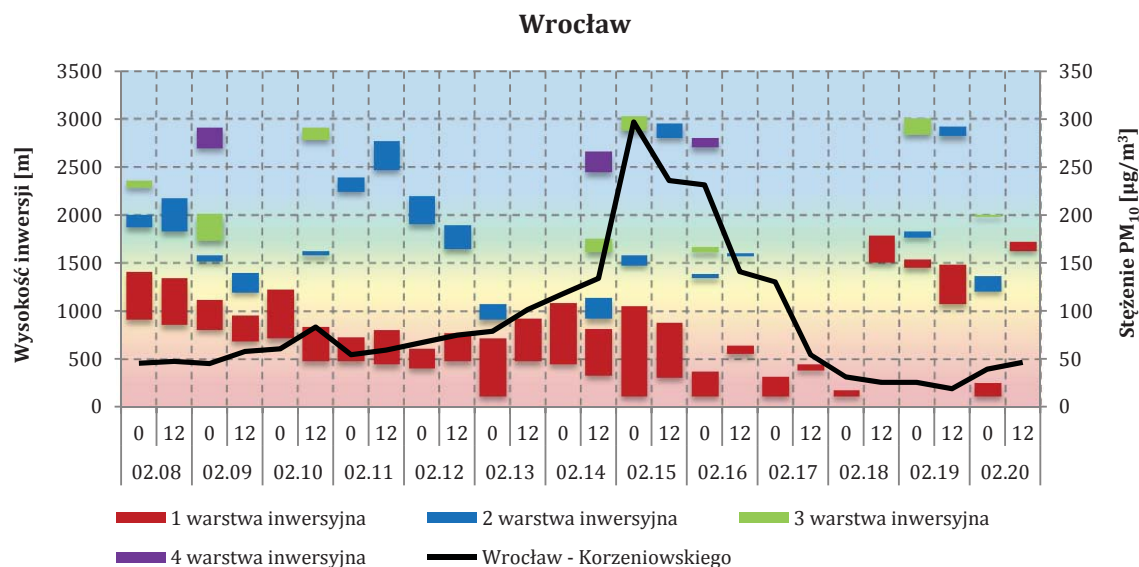 Wrocław
Wysokość inwersji [m]
3500
3000
2500
2000
1500
1000
500
0
350
300
250
200
150
100
50
0
Stężenie PM₁₀ [µg/m³]
0 12 0 12 0 12 0 12 0 12 0 12 0 12 0 12 0 12 0 12 0 12 0 12 0 12
02.08 02.09 02.10 02.11 02.12 02.13 02.14 02.15 02.16 02.17 02.18 02.19 02.20
1 warstwa inwersyjna 2 warstwa inwersyjna 3 warstwa inwersyjna
4 warstwa inwersyjna Wrocław - Korzeniowskiego